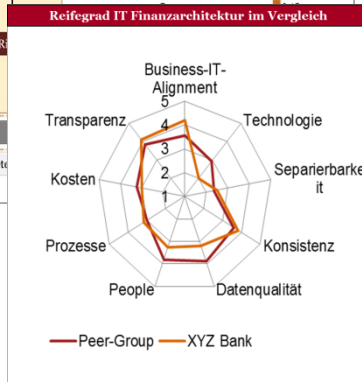 Reifegrad IT Finanzarchitektur im Vergleich
Business-IT-
Alignment
5
4
3
2
1
Transparenz
Technologie
Kosten
Separierbarke
it
Prozesse
Konsistenz
People
Datenqualität
Peer-Group
XYZ Bank